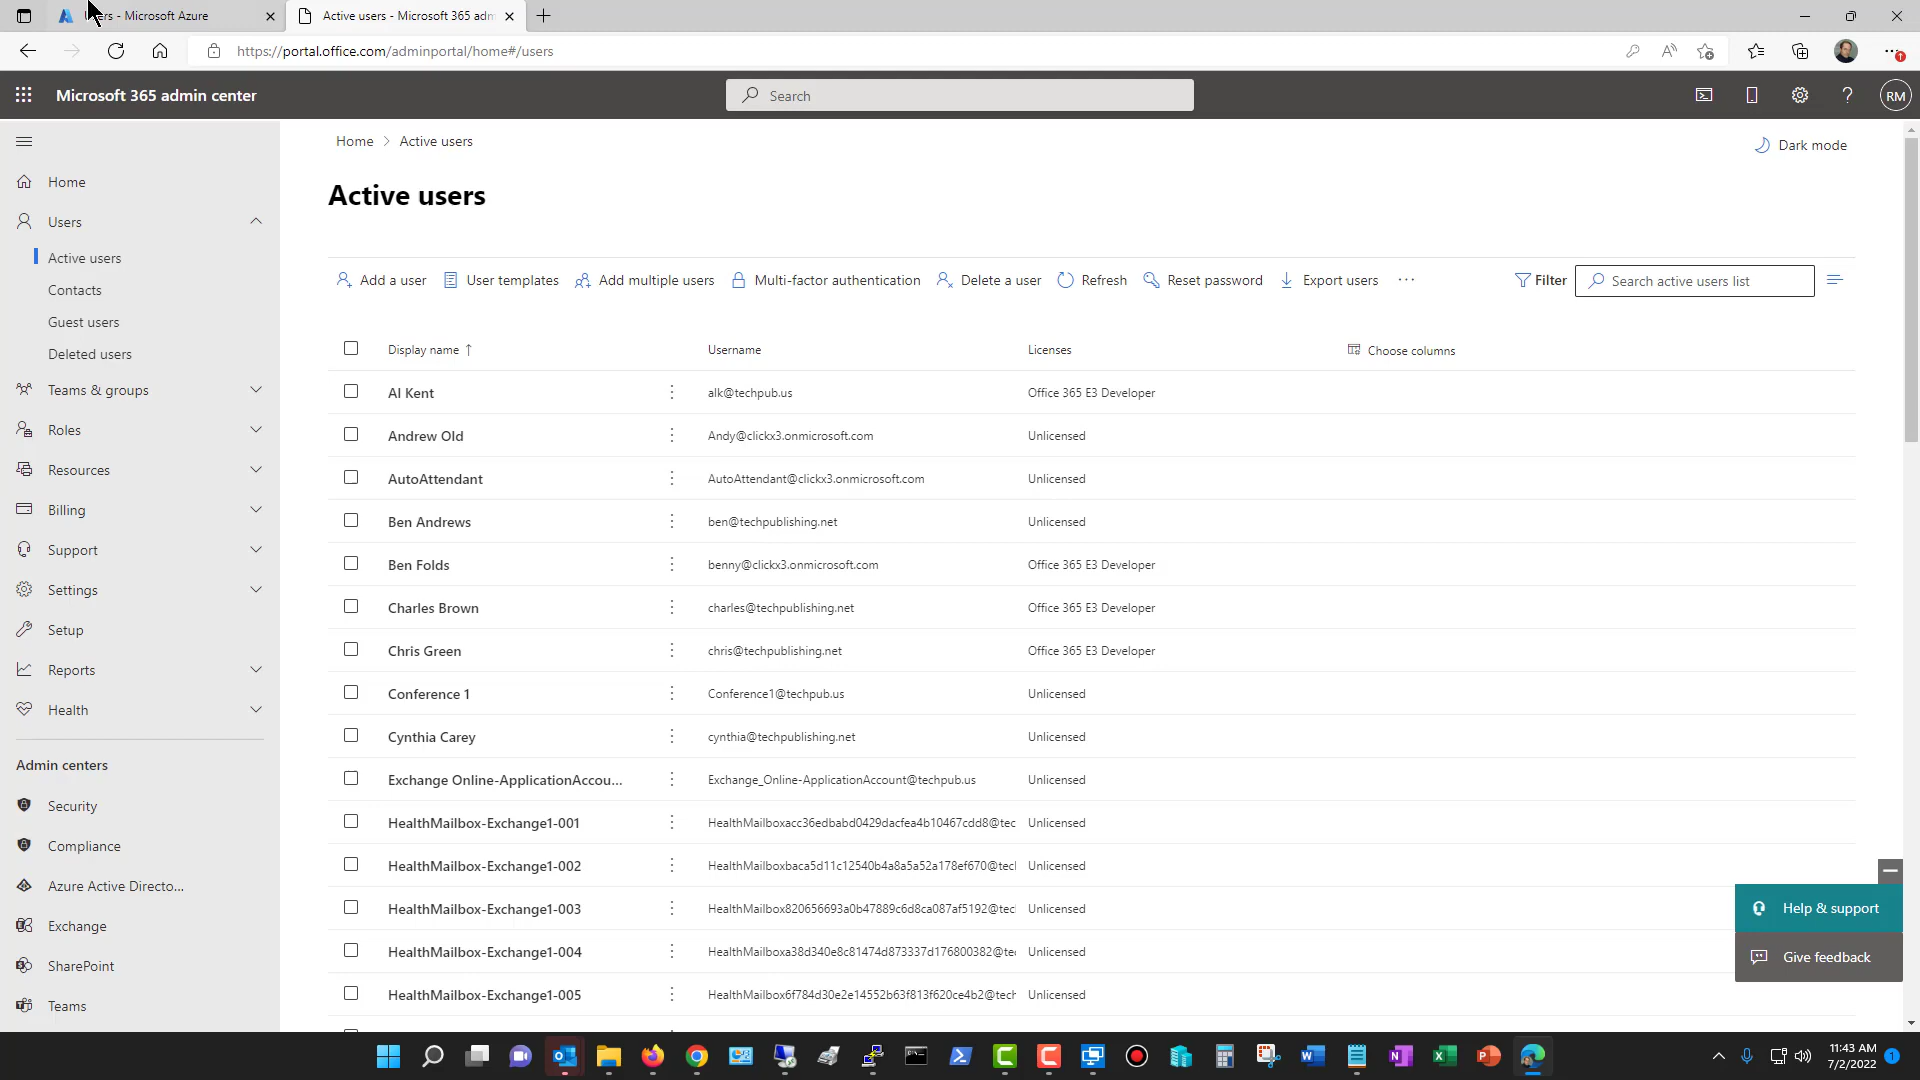 Users - Microsoft Azure
Active users - Microsoft 365 adm
https://portal.office.com/adminportal/home#/users
Microsoft 365 admin center
Search
RM
Home > Active users
Dark mode
Active users
Home
Users
Active users
Contacts
Guest users
Deleted users
Teams & groups
Roles
Resources
Billing
Support
Settings
Setup
Reports
Health
Admin centers
Security
Compliance
Azure Active Directo...
Exchange
SharePoint
Teams
Add a user
User templates
Add multiple users
Multi-factor authentication
Delete a user
Refresh
Reset password
Export users
Filter
Search active users list
Display name ↑ Username Licenses Choose columns
Al Kent alk@techpub.us Office 365 E3 Developer
Andrew Old Andy@clickx3.onmicrosoft.com Unlicensed
AutoAttendant AutoAttendant@clickx3.onmicrosoft.com Unlicensed
Ben Andrews ben@techpublishing.net Unlicensed
Ben Folds benny@clickx3.onmicrosoft.com Office 365 E3 Developer
Charles Brown charles@techpublishing.net Office 365 E3 Developer
Chris Green chris@techpublishing.net Office 365 E3 Developer
Conference 1 Conference1@techpub.us Unlicensed
Cynthia Carey cynthia@techpublishing.net Unlicensed
Exchange Online-ApplicationAccou... Exchange_Online-ApplicationAccount@techpub.us Unlicensed
HealthMailbox-Exchange1-001 HealthMailboxacc36edbabd0429dacfea4b10467cdd8@tec Unlicensed
HealthMailbox-Exchange1-002 HealthMailboxbaca5d11c12540b4a8a5a52a178ef670@tecl Unlicensed
HealthMailbox-Exchange1-003 HealthMailbox820656693a0b47889c6d8ca087af5192@tec Unlicensed
HealthMailbox-Exchange1-004 HealthMailboxa38d340e8c81474d873337d176800382@te Unlicensed
HealthMailbox-Exchange1-005 HealthMailbox6f784d30e2e14552b63f813f620ce4b2@tech Unlicensed
Help & support
Give feedback
11:43 AM
7/2/2022
1